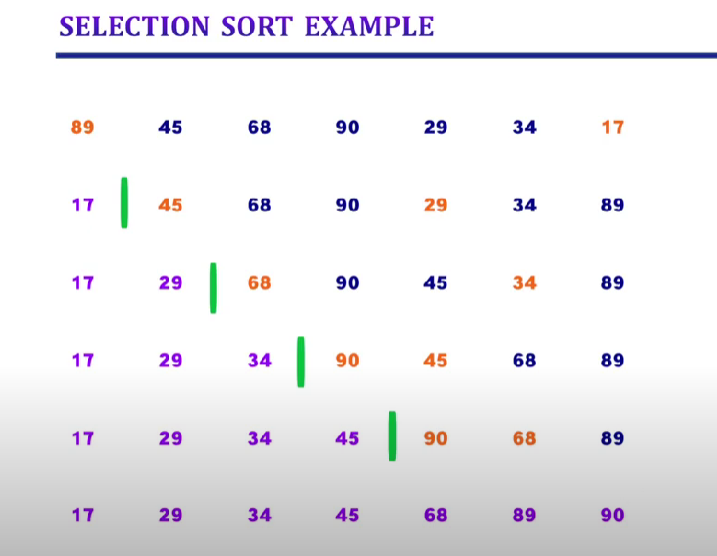 SELECTION SORT EXAMPLE
89 45 68 90 29 34 17
17 45 68 90 29 34 89
17 29 68 90 45 34 89
17 29 34 90 45 68 89
17 29 34 45 90 68 89
17 29 34 45 68 89 90